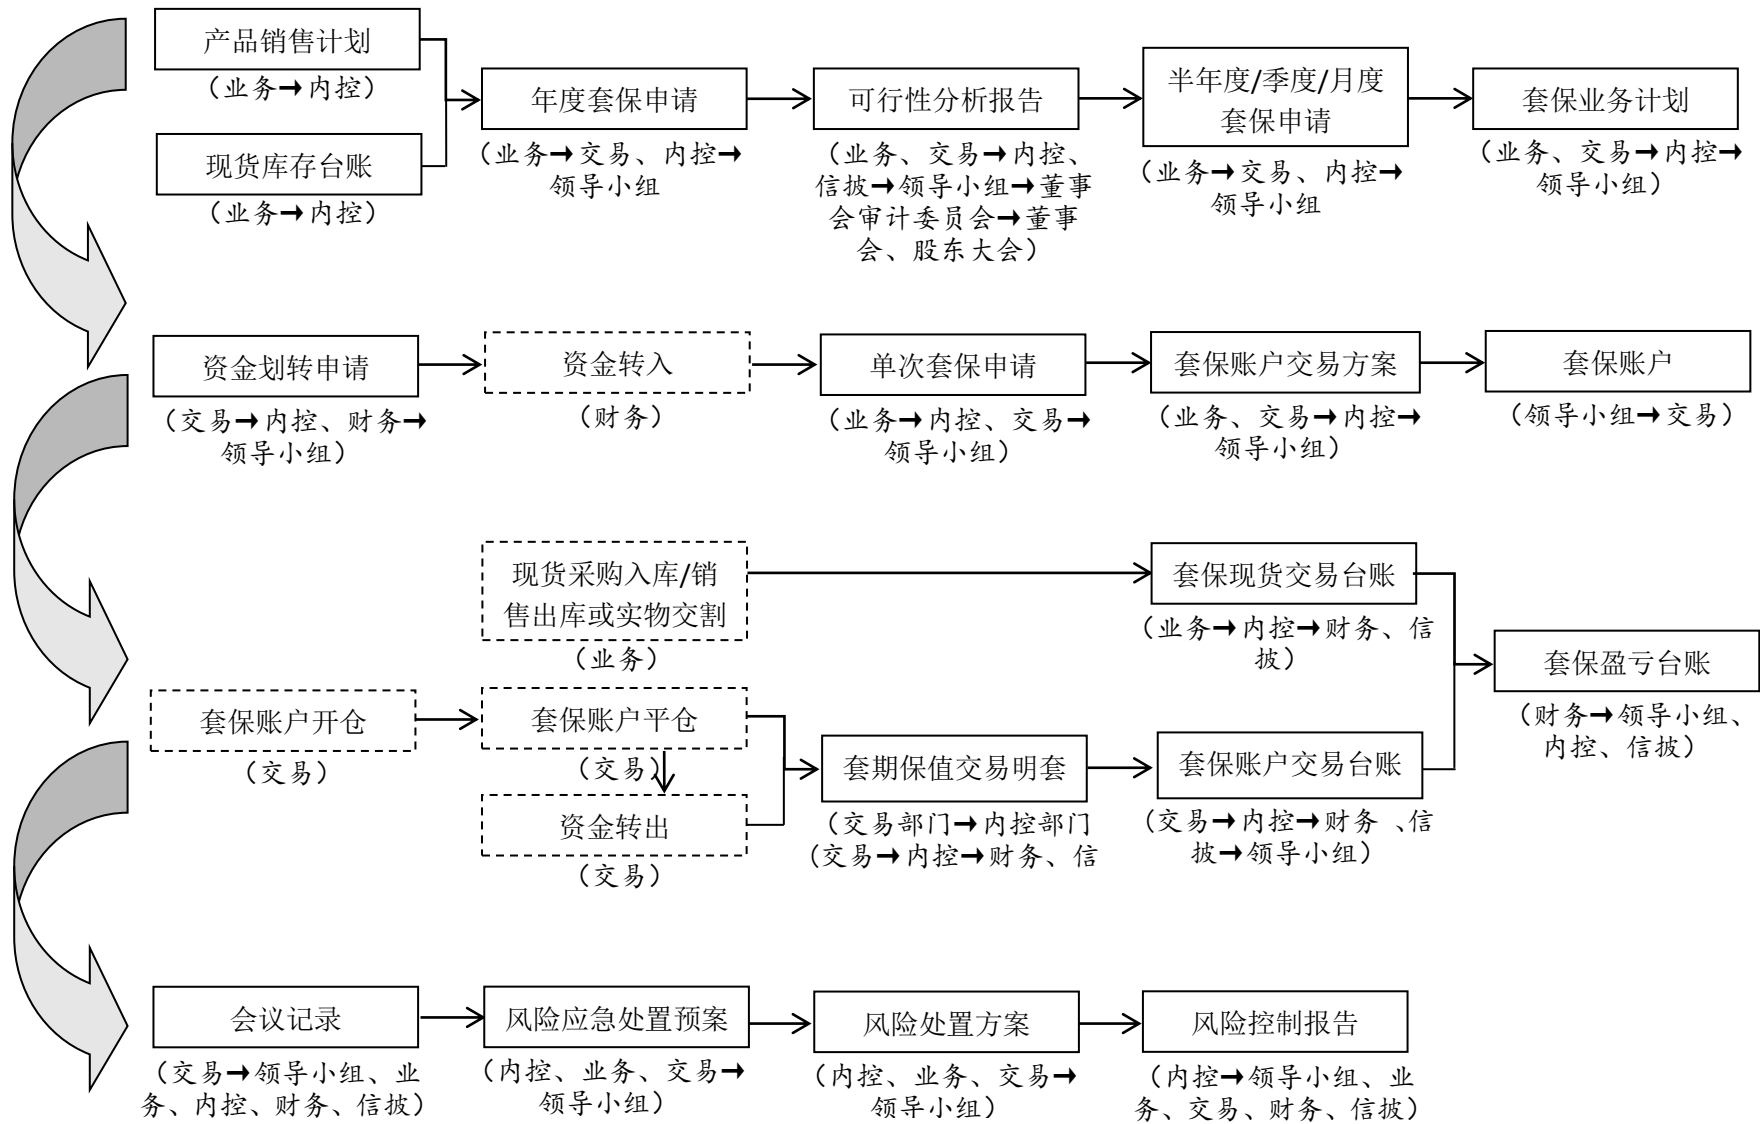 产品销售计划
（业务➞内控）
现货库存台账
（业务➞内控）
年度套保申请
（业务➞交易、内控➞
领导小组
可行性分析报告
（业务、交易➞内控、
信披➞领导小组➞董事
会审计委员会➞董事
会、股东大会）
半年度/季度/月度
套保申请
（业务➞交易、内控➞
领导小组
套保业务计划
（业务、交易➞内控➞
领导小组）
资金划转申请
（交易➞内控、财务➞
领导小组）
资金转入
（财务）
单次套保申请
（业务➞内控、交易➞
领导小组）
套保账户交易方案
（业务、交易➞内控➞
领导小组）
套保账户
（领导小组➞交易）
现货采购入库/销
售出库或实物交割
（业务）
套保现货交易台账
（业务➞内控➞财务、信
披）
套保盈亏台账
（财务➞领导小组、
内控、信披）
套保账户开仓
（交易）
套保账户平仓
（交易）
资金转出
（交易）
套期保值交易明套
（交易部门➞内控部门
（交易➞内控➞财务、信
套保账户交易台账
（交易➞内控➞财务 、信
披➞领导小组）
会议记录
（交易➞领导小组、业
务、内控、财务、信披）
风险应急处置预案
（内控、业务、交易➞
领导小组）
风险处置方案
（内控、业务、交易➞
领导小组）
风险控制报告
（内控➞领导小组、业
务、交易、财务、信披）